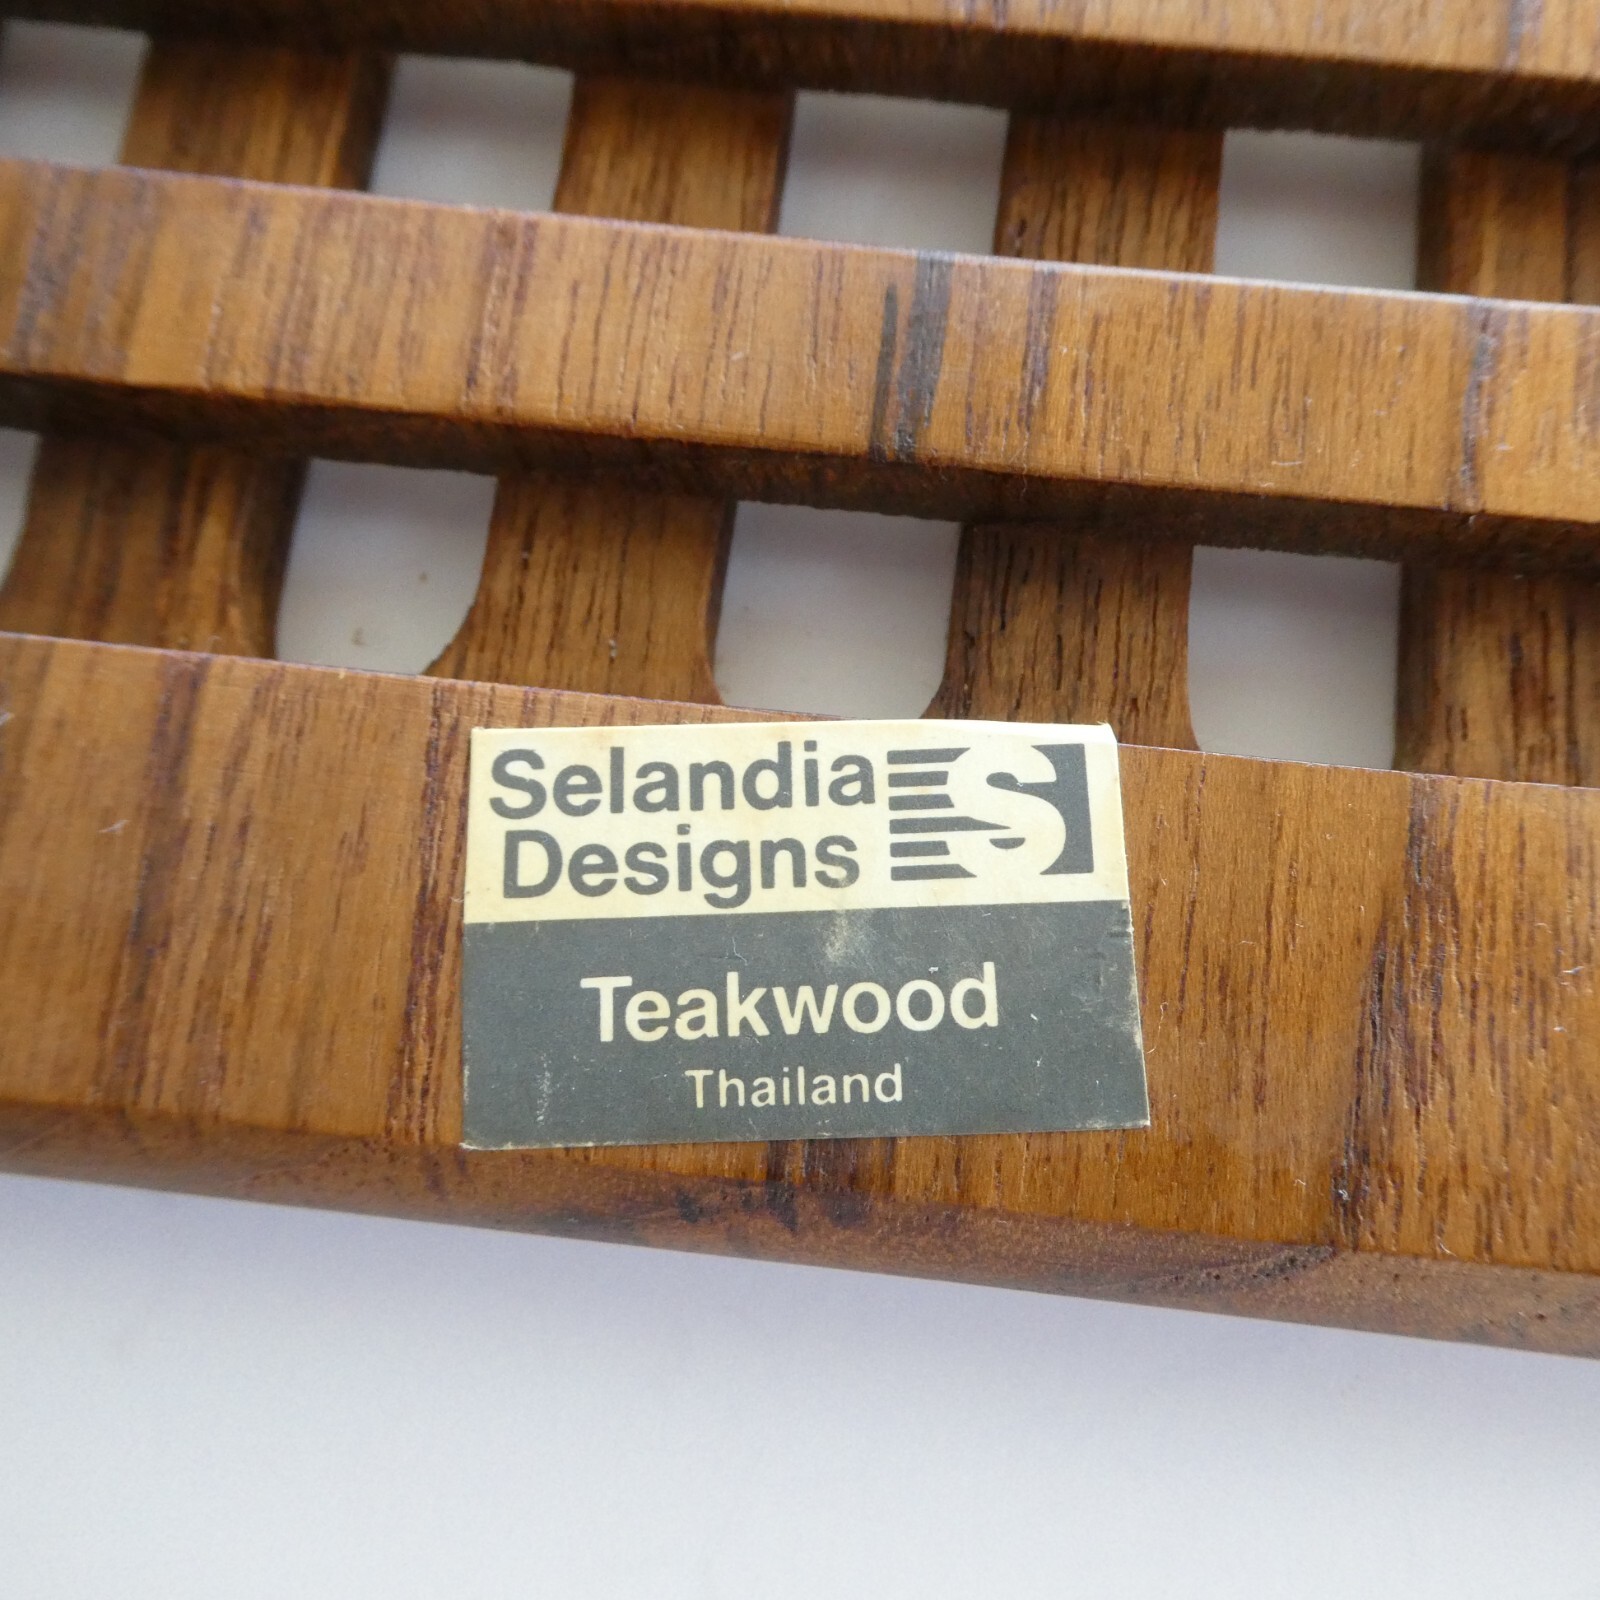 Selandia
Designs
S
Teakwood
Thailand